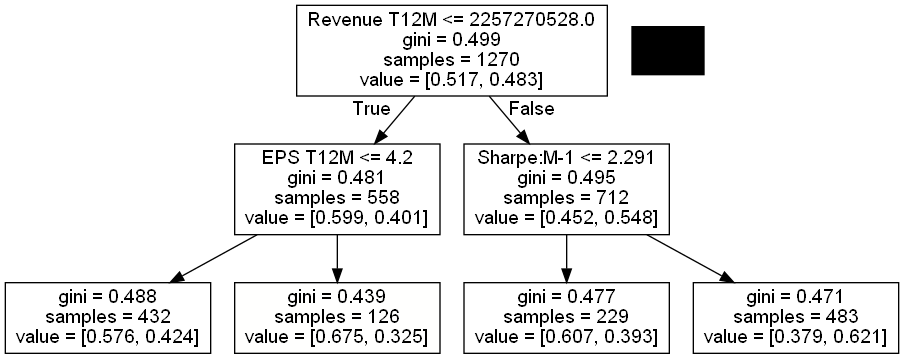 Revenue T12M <= 2257270528.0
gini = 0.499
samples = 1270
value = [0.517, 0.483]
True
False
EPS T12M <= 4.2
gini = 0.481
samples = 558
value = [0.599, 0.401]
Sharpe:M-1 <= 2.291
gini = 0.495
samples = 712
value = [0.452, 0.548]
gini = 0.488
samples = 432
value = [0.576, 0.424]
gini = 0.439
samples = 126
value = [0.675, 0.325]
gini = 0.477
samples = 229
value = [0.607, 0.393]
gini = 0.471
samples = 483
value = [0.379, 0.621]